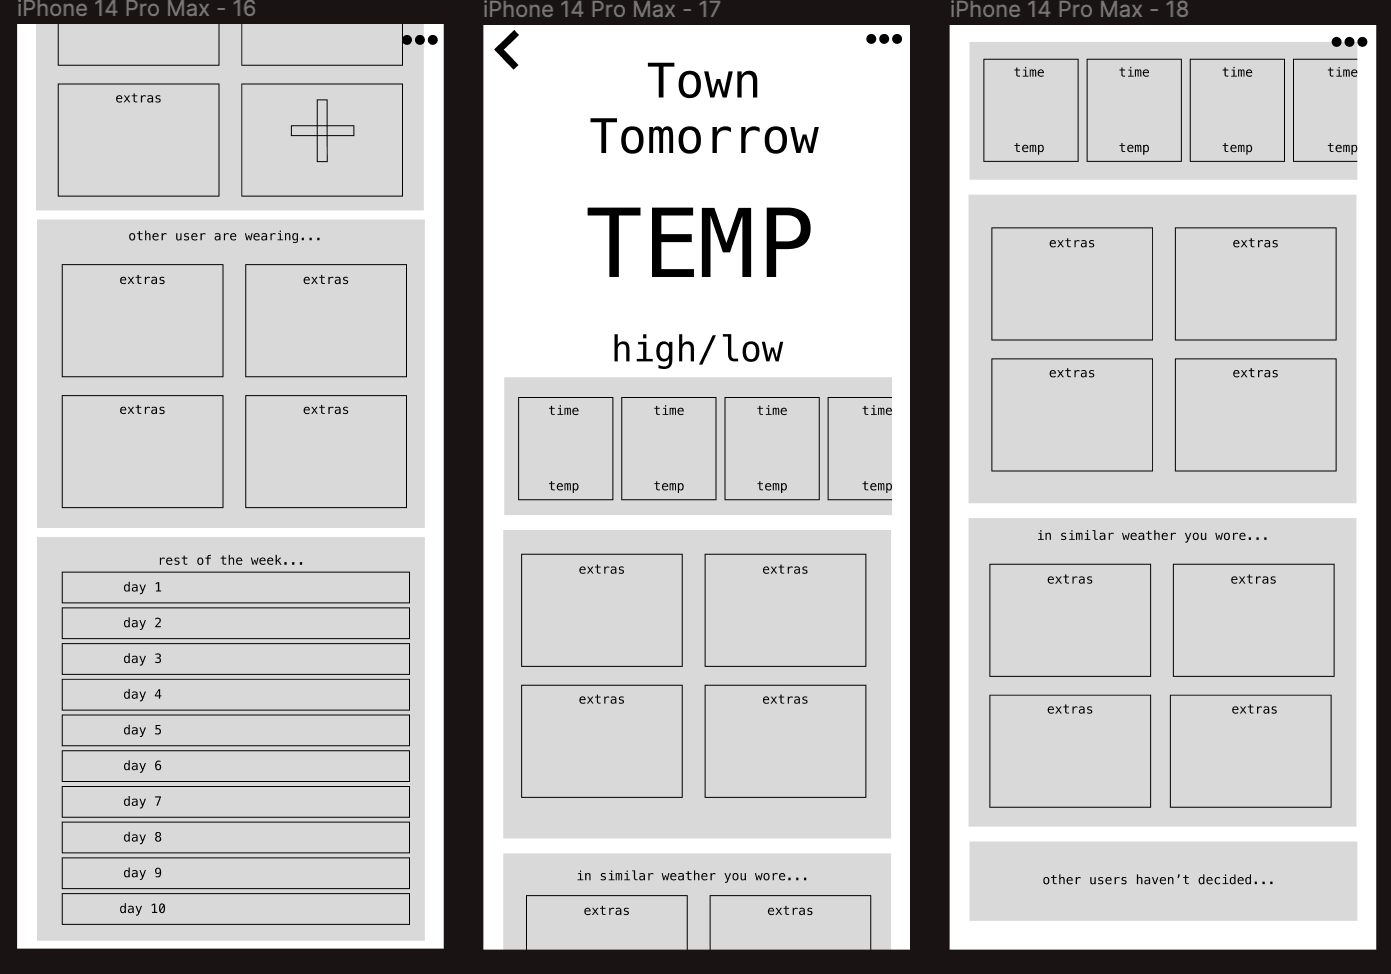 iPhone 14 Pro Max - 16
extras
other user are wearing...
extras
extras
extras
extras
rest of the week...
day 1
day 2
day 3
day 4
day 5
day 6
day 7
day 8
day 9
day 10
iPhone 14 Pro Max - 17
Town
Tomorrow
TEMP
high/low
time
time
time
time
temp
temp
temp
temp
extras
extras
extras
extras
in similar weather you wore...
extras
extras
iPhone 14 Pro Max - 18
time
time
time
time
temp
temp
temp
temp
extras
extras
extras
extras
in similar weather you wore...
extras
extras
extras
extras
other users haven’t decided...